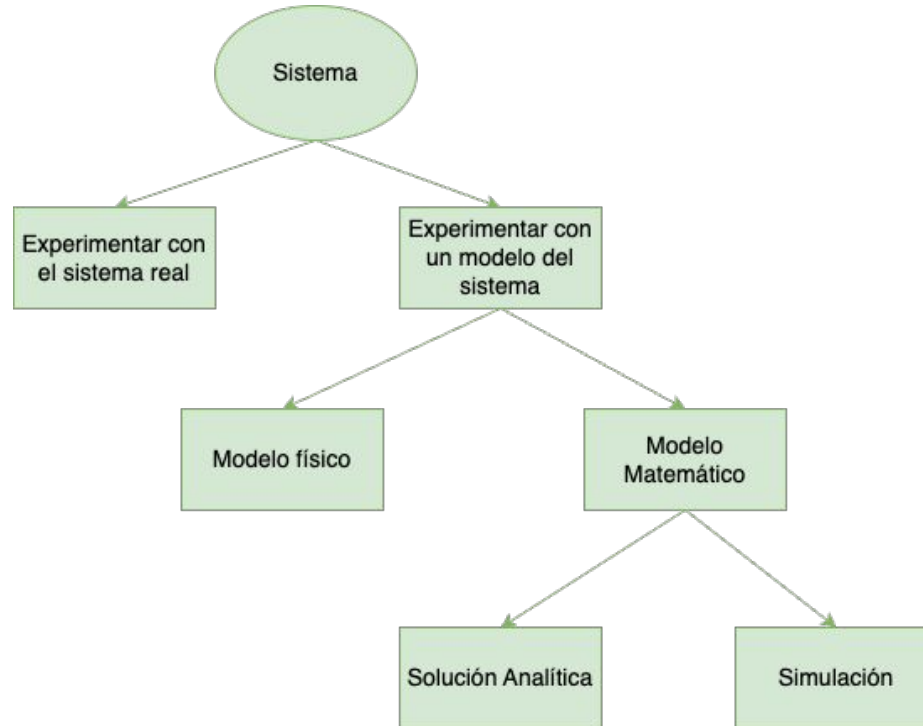 Sistema
Experimentar con
el sistema real
Experimentar con
un modelo del
sistema
Modelo físico
Modelo
Matemático
Solución Analítica
Simulación